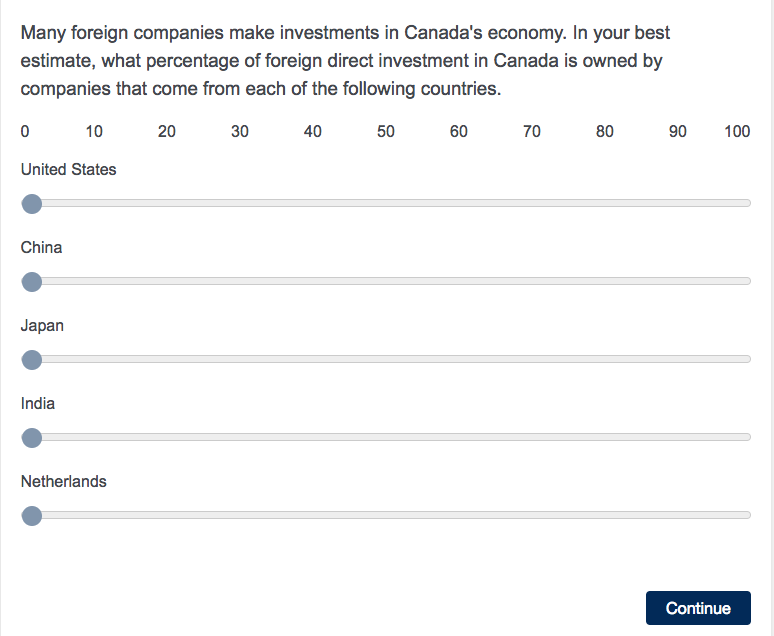 Many foreign companies make investments in Canada's economy. In your best
estimate, what percentage of foreign direct investment in Canada is owned by
companies that come from each of the following countries.
0 10 20 30 40 50 60 70 80 90 100
United States
China
Japan
India
Netherlands
Continue